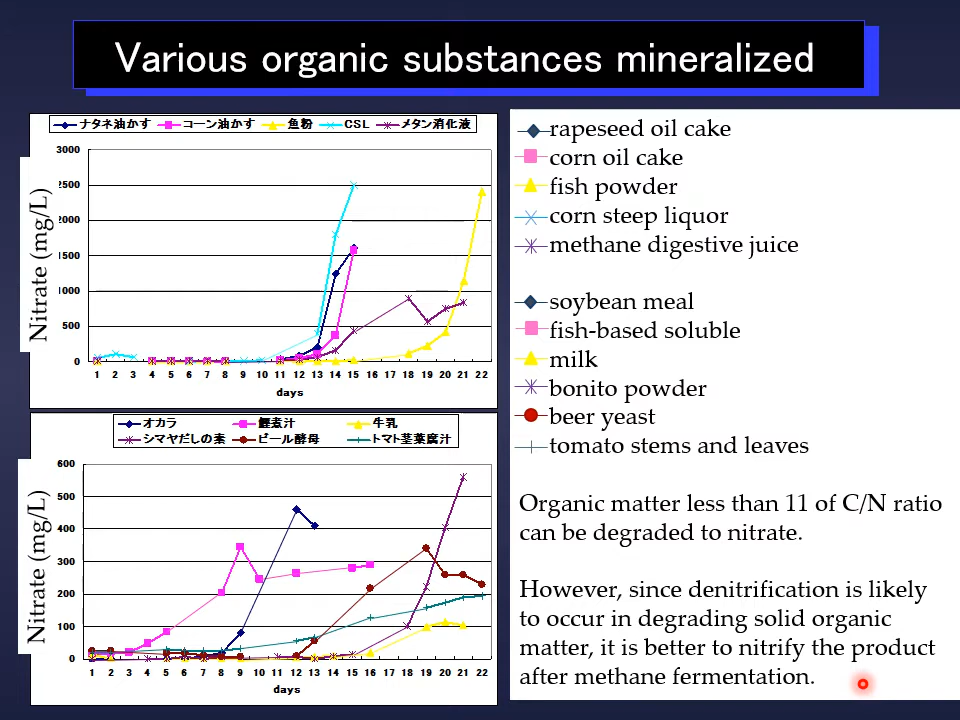 Various organic substances mineralized
ナタネ油かす コーン油かす 魚粉 CSL メタン消化液
3000
2500
2000
1500
1000
500
0
1 2 3 4 5 6 7 8 9 10 11 12 13 14 15 16 17 18 19 20 21 22
days
Nitrate (mg/L)
オカラ 鰹煮汁 牛乳
シマヤだしの素 ビール酵母 トマト茎葉腐汁
600
500
400
300
200
100
0
1 2 3 4 5 6 7 8 9 10 11 12 13 14 15 16 17 18 19 20 21 22
days
Nitrate (mg/L)
rapeseed oil cake
corn oil cake
fish powder
corn steep liquor
methane digestive juice
soybean meal
fish-based soluble
milk
bonito powder
beer yeast
tomato stems and leaves
Organic matter less than 11 of C/N ratio
can be degraded to nitrate.
However, since denitrification is likely
to occur in degrading solid organic
matter, it is better to nitrify the product
after methane fermentation.